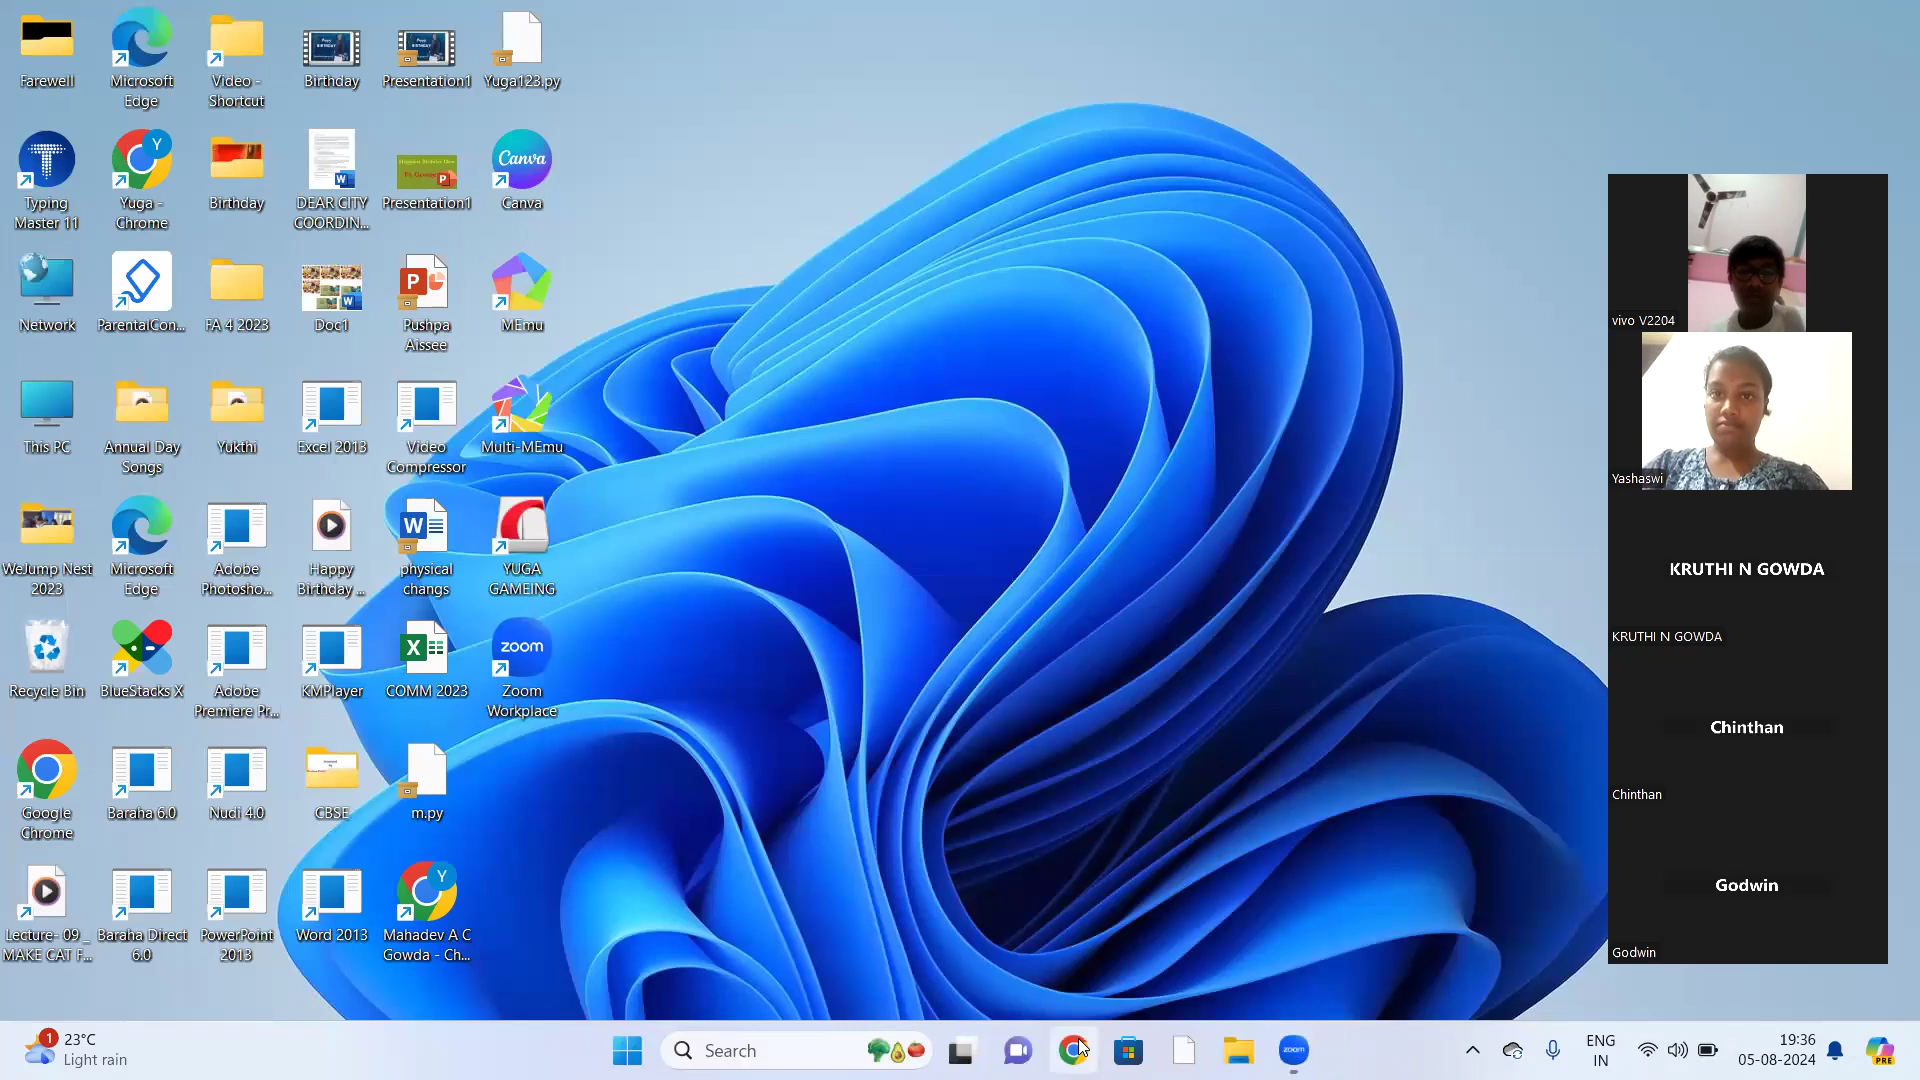 Farewell
Microsoft
Edge
Video -
Shortcut
Birthday
Presentation1
Yuga123.py
Typing
Master 11
Yuga -
Chrome
Birthday
DEAR CITY
COORDIN...
Presentation1
Canva
Canva
Network
ParentalCon...
FA 4 2023
Doc1
Pushpa
Aissee
MEmu
This PC
Annual Day
Songs
Yukthi
Excel 2013
Video
Compressor
Multi-MEmu
WeJump Nest
2023
Microsoft
Edge
Adobe
Photosho...
Happy
Birthday ...
physical
changs
YUGA
GAMEING
Recycle Bin
BlueStacks X
Adobe
Premiere Pr...
KMPlayer
COMM 2023
zoom
Zoom
Workplace
Google
Chrome
Baraha 6.0
Nudi 4.0
CBSE
m.py
Lecture- 09_
MAKE CAT F...
Baraha Direct
6.0
PowerPoint
2013
Word 2013
Mahadev A C
Gowda - Ch...
vivo V2204
Yashaswi
KRUTHI N GOWDA
KRUTHI N GOWDA
Chinthan
Chinthan
Godwin
Godwin
1
23°C
Light rain
Search
zoom
ENG
IN
19:36
05-08-2024
PRE